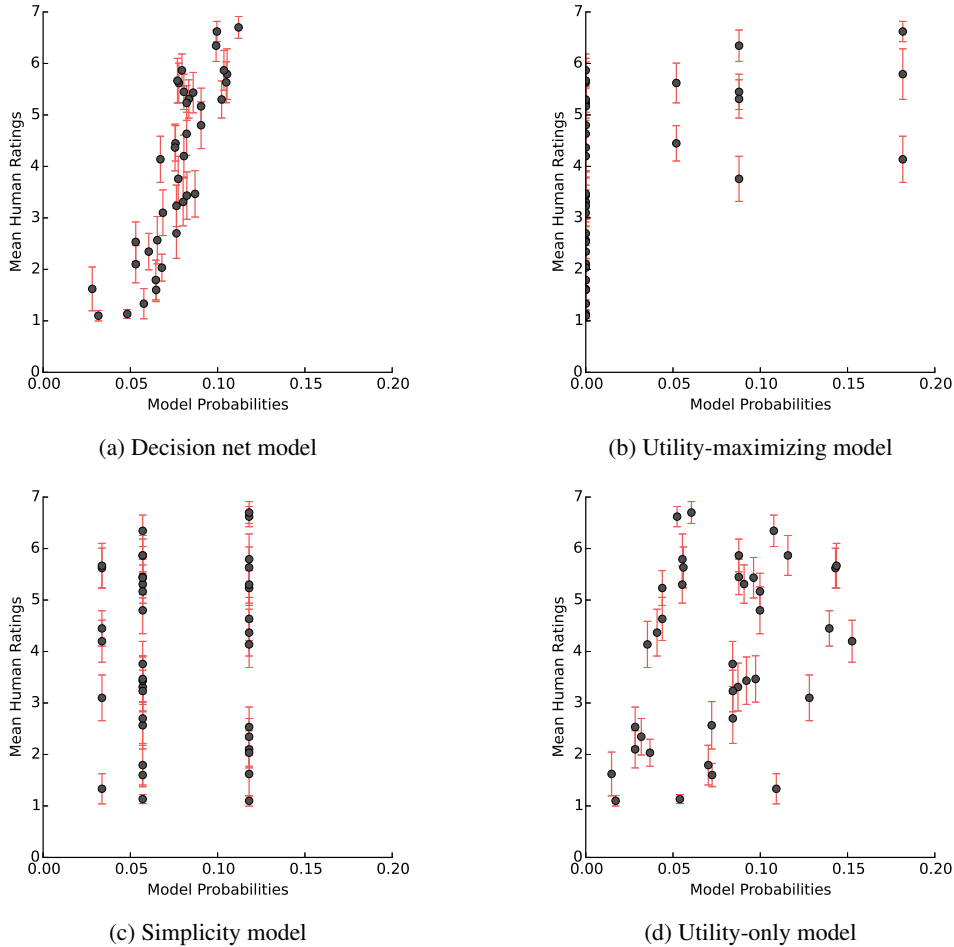 7
6
5
4
3
2
1
0
Mean Human Ratings
0.00 0.05 0.10 0.15 0.20
Model Probabilities
(a) Decision net model
7
6
5
4
3
2
1
0
Mean Human Ratings
0.00 0.05 0.10 0.15 0.20
Model Probabilities
(b) Utility-maximizing model
7
6
5
4
3
2
1
0
Mean Human Ratings
0.00 0.05 0.10 0.15 0.20
Model Probabilities
(c) Simplicity model
7
6
5
4
3
2
1
0
Mean Human Ratings
0.00 0.05 0.10 0.15 0.20
Model Probabilities
(d) Utility-only model